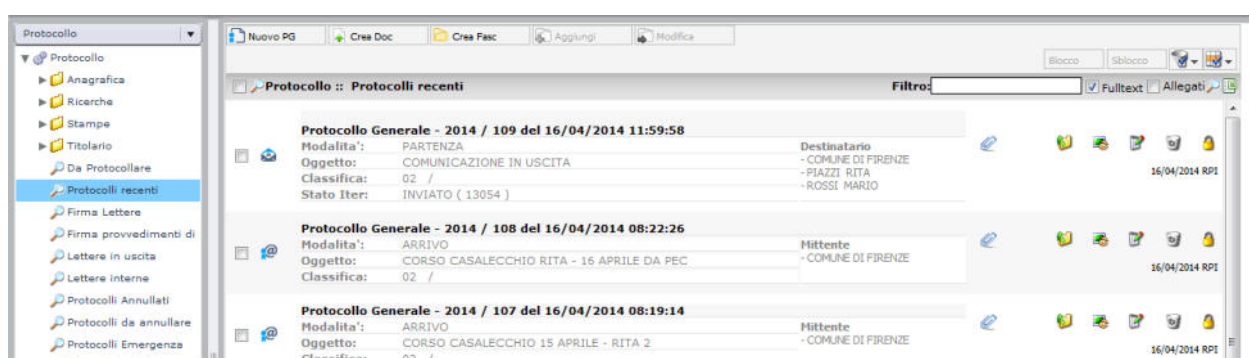 Protocollo
Nuovo PG Crea Doc Crea Fasc Aggiungi Modifica
Protocollo
Blocco Sblocco
Anagrafica
Protocollo :: Protocolli recenti Filtro: Fulltext Allegati
Ricerche
Stampe
Titolario
Da Protocollare
Protocolli recenti
Firma Lettere
Firma provvedimenti di
Lettere in uscita
Lettere interne
Protocolli Annullati
Protocolli da annullare
Protocolli Emergenza
Protocollo Generale - 2014 / 109 del 16/04/2014 11:59:58
Modalita': PARTENZA
Oggetto: COMUNICAZIONE IN USCITA
Classifica: 02 /
Stato Iter: INVIATO ( 13054 )
Destinatario
- COMUNE DI FIRENZE
- PIAZZI RITA
- ROSSI MARIO
16/04/2014 RPI
Protocollo Generale - 2014 / 108 del 16/04/2014 08:22:26
Modalita': ARRIVO
Oggetto: CORSO CASALECCHIO RITA - 16 APRILE DA PEC
Classifica: 02 /
Mittente
- COMUNE DI FIRENZE
16/04/2014 RPI
Protocollo Generale - 2014 / 107 del 16/04/2014 08:19:14
Modalita': ARRIVO
Oggetto: CORSO CASALECCHIO 15 APRILE - RITA 2
Classifica: 02 /
Mittente
- COMUNE DI FIRENZE
16/04/2014 RPI